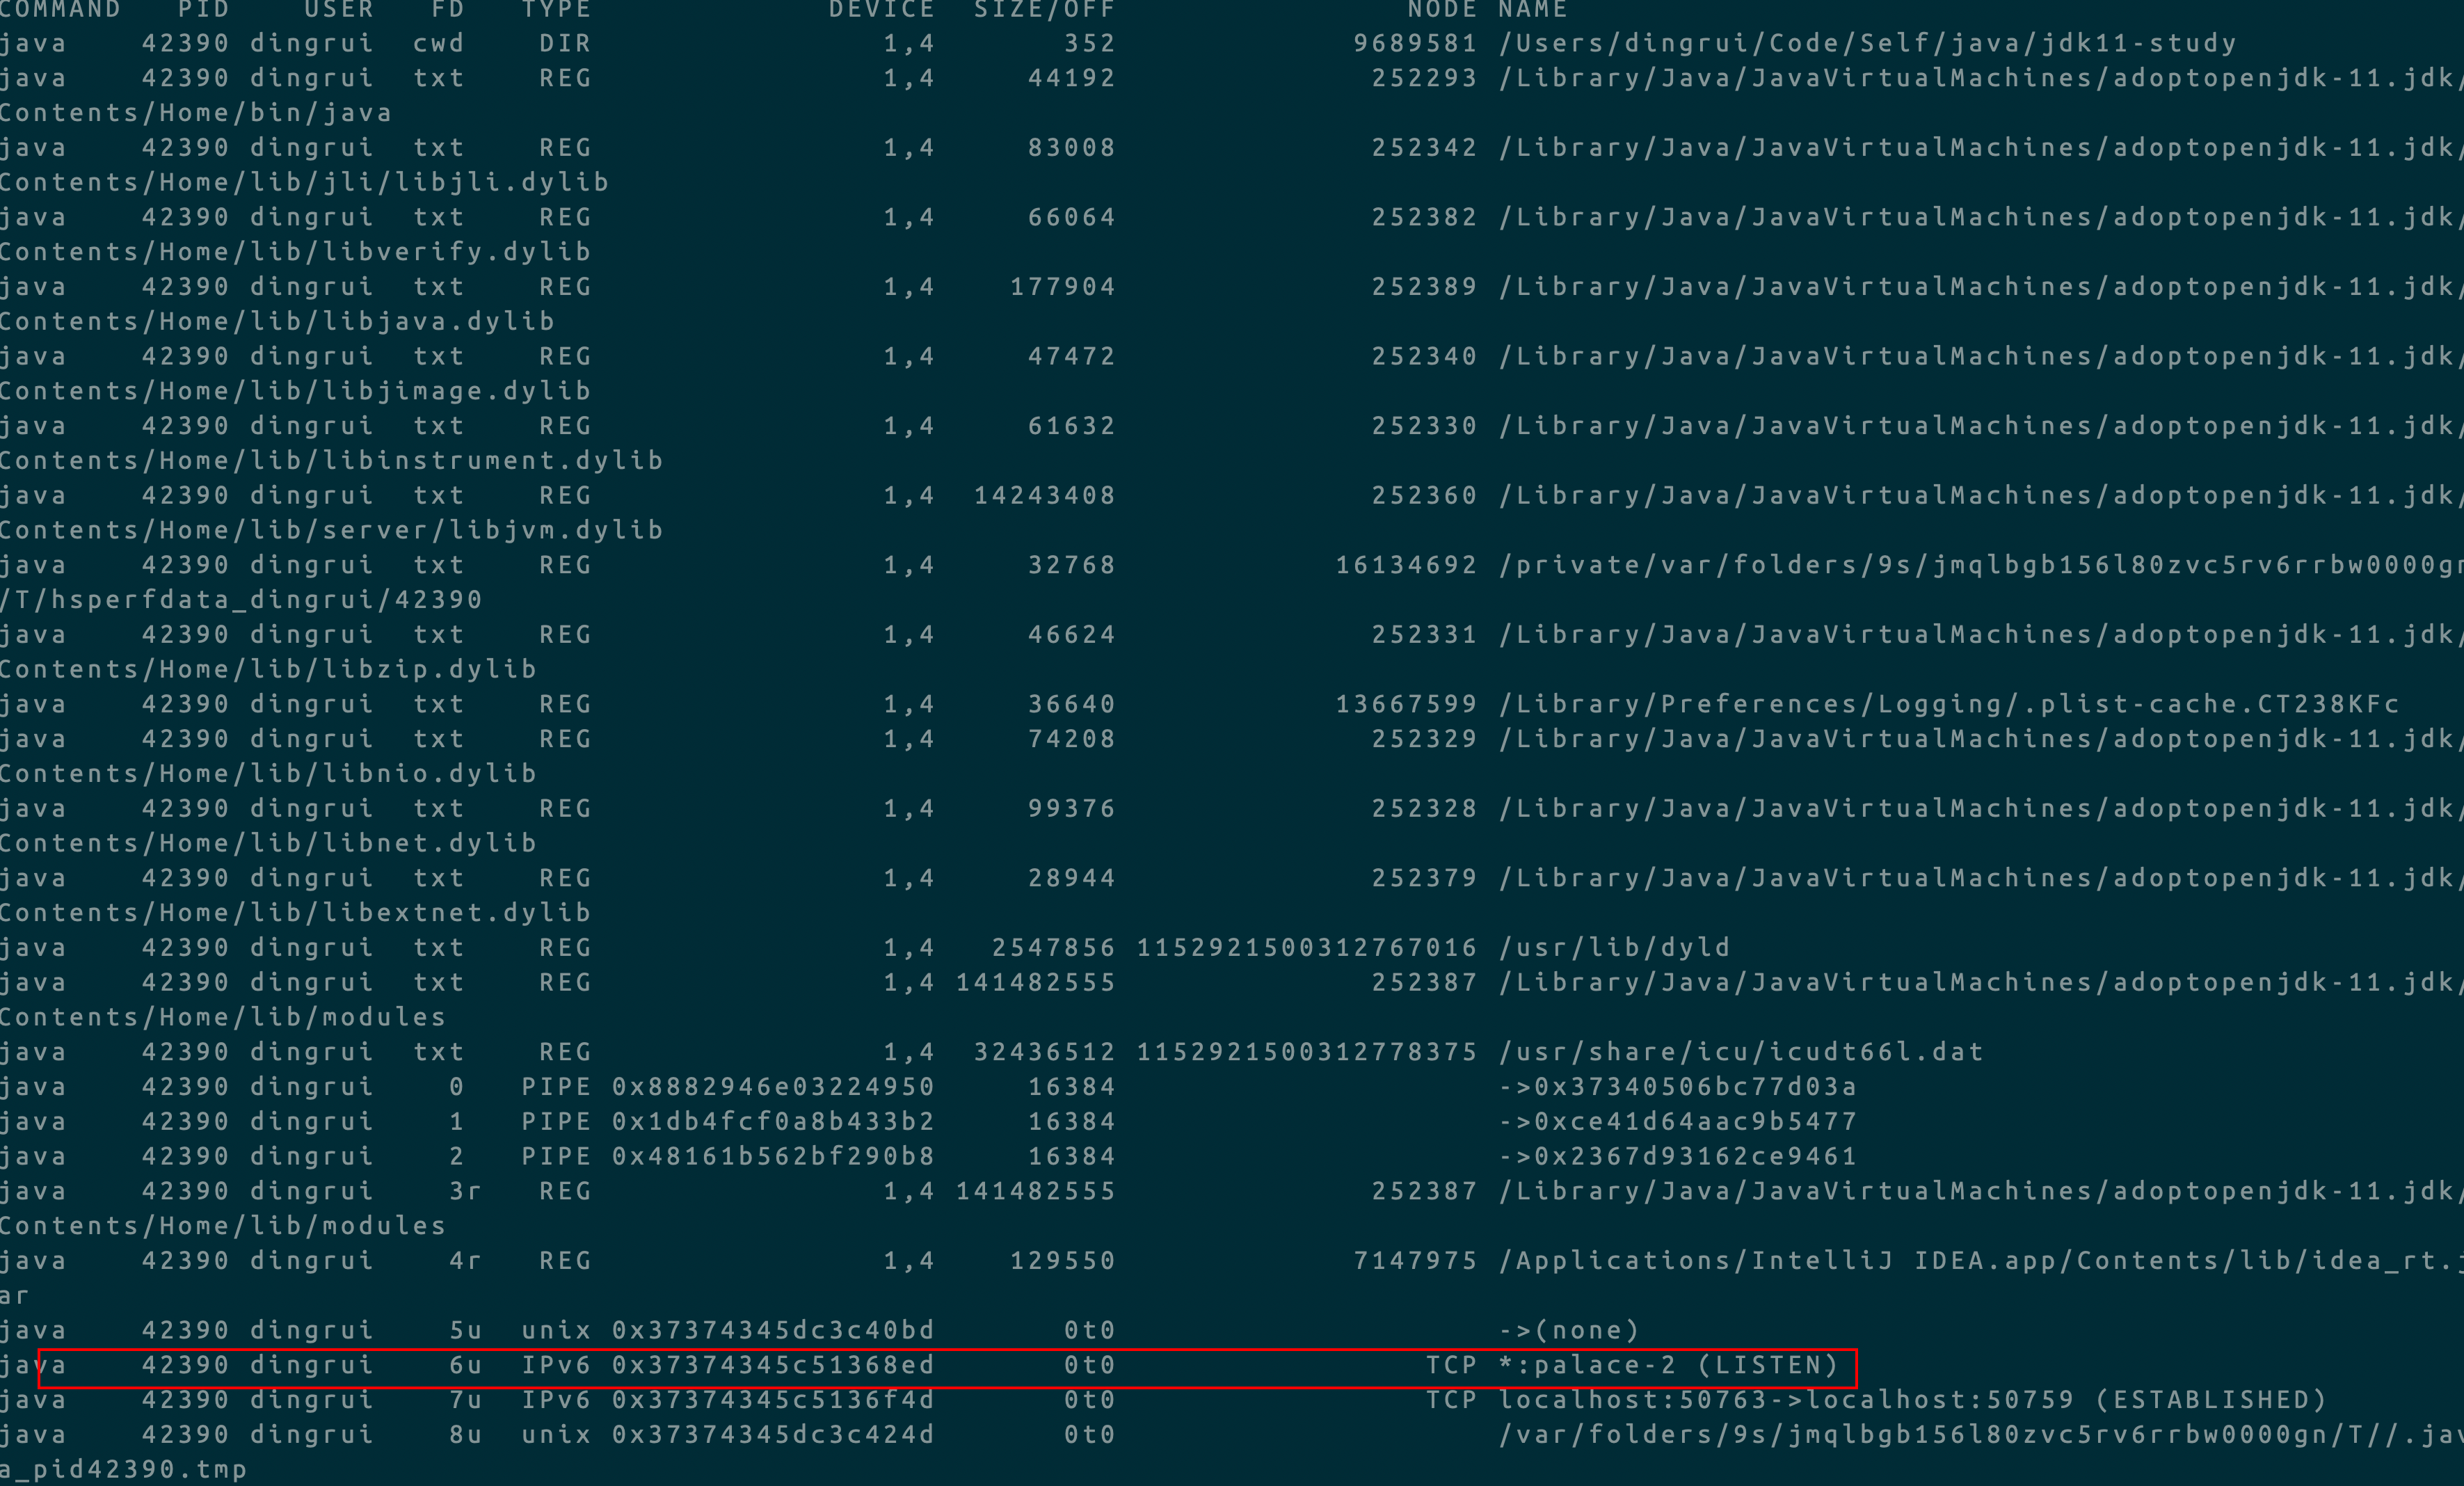 COMMAND PID USER FD TYPE DEVICE SIZE/OFF NODE NAME
java 42390 dingrui cwd DIR 1,4 352 9689581 /Users/dingrui/Code/Self/java/jdk11-study
java 42390 dingrui txt REG 1,4 44192 252293 /Library/Java/JavaVirtualMachines/adoptopenjdk-11.jdk/
Contents/Home/bin/java
java 42390 dingrui txt REG 1,4 83008 252342 /Library/Java/JavaVirtualMachines/adoptopenjdk-11.jdk/
Contents/Home/lib/jli/libjli.dylib
java 42390 dingrui txt REG 1,4 66064 252382 /Library/Java/JavaVirtualMachines/adoptopenjdk-11.jdk/
Contents/Home/lib/libverify.dylib
java 42390 dingrui txt REG 1,4 177904 252389 /Library/Java/JavaVirtualMachines/adoptopenjdk-11.jdk/
Contents/Home/lib/libjava.dylib
java 42390 dingrui txt REG 1,4 47472 252340 /Library/Java/JavaVirtualMachines/adoptopenjdk-11.jdk/
Contents/Home/lib/libjimage.dylib
java 42390 dingrui txt REG 1,4 61632 252330 /Library/Java/JavaVirtualMachines/adoptopenjdk-11.jdk/
Contents/Home/lib/libinstrument.dylib
java 42390 dingrui txt REG 1,4 14243408 252360 /Library/Java/JavaVirtualMachines/adoptopenjdk-11.jdk/
Contents/Home/lib/server/libjvm.dylib
java 42390 dingrui txt REG 1,4 32768 16134692 /private/var/folders/9s/jmqlbgb156l80zvc5rv6rrbw0000gn
/T/hsperfdata_dingrui/42390
java 42390 dingrui txt REG 1,4 46624 252331 /Library/Java/JavaVirtualMachines/adoptopenjdk-11.jdk/
Contents/Home/lib/libzip.dylib
java 42390 dingrui txt REG 1,4 36640 13667599 /Library/Preferences/Logging/.plist-cache.CT238KFc
java 42390 dingrui txt REG 1,4 74208 252329 /Library/Java/JavaVirtualMachines/adoptopenjdk-11.jdk/
Contents/Home/lib/libnio.dylib
java 42390 dingrui txt REG 1,4 99376 252328 /Library/Java/JavaVirtualMachines/adoptopenjdk-11.jdk/
Contents/Home/lib/libnet.dylib
java 42390 dingrui txt REG 1,4 28944 252379 /Library/Java/JavaVirtualMachines/adoptopenjdk-11.jdk/
Contents/Home/lib/libextnet.dylib
java 42390 dingrui txt REG 1,4 2547856 1152921500312767016 /usr/lib/dyld
java 42390 dingrui txt REG 1,4 141482555 252387 /Library/Java/JavaVirtualMachines/adoptopenjdk-11.jdk/
Contents/Home/lib/modules
java 42390 dingrui txt REG 1,4 32436512 1152921500312778375 /usr/share/icu/icudt66l.dat
java 42390 dingrui 0 PIPE 0x8882946e03224950 16384 ->0x37340506bc77d03a
java 42390 dingrui 1 PIPE 0x1db4fcf0a8b433b2 16384 ->0xce41d64aac9b5477
java 42390 dingrui 2 PIPE 0x48161b562bf290b8 16384 ->0x2367d93162ce9461
java 42390 dingrui 3r REG 1,4 141482555 252387 /Library/Java/JavaVirtualMachines/adoptopenjdk-11.jdk/
Contents/Home/lib/modules
java 42390 dingrui 4r REG 1,4 129550 7147975 /Applications/IntelliJ IDEA.app/Contents/lib/idea_rt.j
ar
java 42390 dingrui 5u unix 0x37374345dc3c40bd 0t0 ->(none)
java 42390 dingrui 6u IPv6 0x37374345c51368ed 0t0 TCP *:palace-2 (LISTEN)
java 42390 dingrui 7u IPv6 0x37374345c5136f4d 0t0 TCP localhost:50763->localhost:50759 (ESTABLISHED)
java 42390 dingrui 8u unix 0x37374345dc3c424d 0t0 /var/folders/9s/jmqlbgb156l80zvc5rv6rrbw0000gn/T//.jav
a_pid42390.tmp